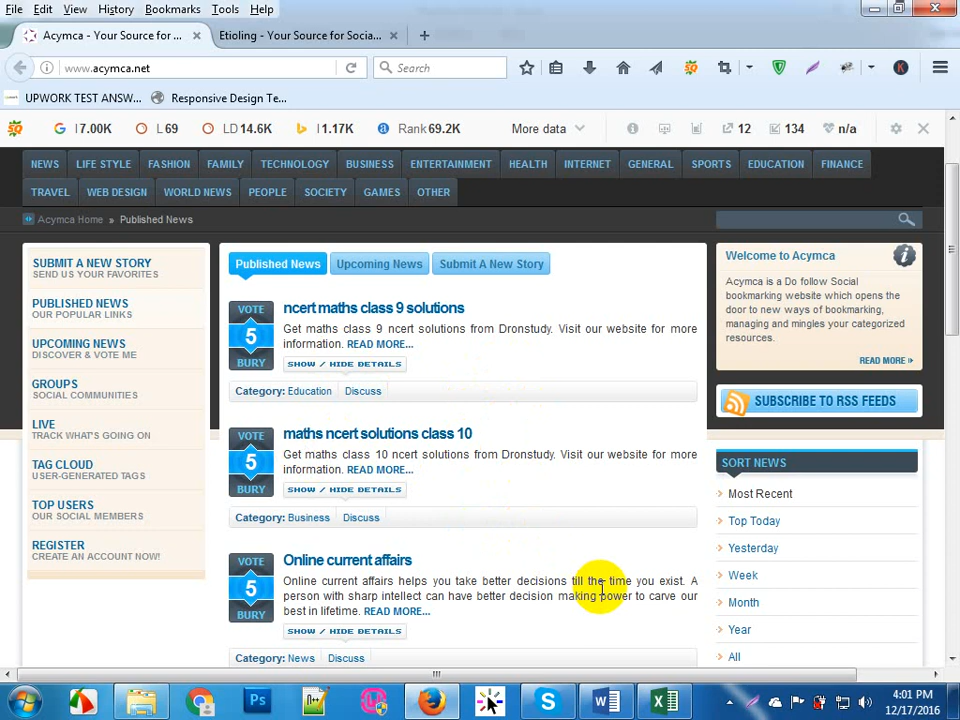 File Edit View History Bookmarks Tools Help
Acymca - Your Source for ...
Etioling - Your Source for Socia...
www.acymca.net
Search
UPWORK TEST ANSW...
Responsive Design Te...
I 7.00K
L 69
LD 14.6K
I 1.17K
Rank 69.2K
More data
12
134
n/a
NEWS LIFE STYLE FASHION FAMILY TECHNOLOGY BUSINESS ENTERTAINMENT HEALTH INTERNET GENERAL SPORTS EDUCATION FINANCE
TRAVEL WEB DESIGN WORLD NEWS PEOPLE SOCIETY GAMES OTHER
Acymca Home » Published News
SUBMIT A NEW STORY
SEND US YOUR FAVORITES
PUBLISHED NEWS
OUR POPULAR LINKS
UPCOMING NEWS
DISCOVER & VOTE ME
GROUPS
SOCIAL COMMUNITIES
LIVE
TRACK WHAT'S GOING ON
TAG CLOUD
USER-GENERATED TAGS
TOP USERS
OUR SOCIAL MEMBERS
REGISTER
CREATE AN ACCOUNT NOW!
Published News
Upcoming News
Submit A New Story
VOTE
5
BURY
ncert maths class 9 solutions
Get maths class 9 ncert solutions from Dronstudy. Visit our website for more
information. READ MORE...
SHOW / HIDE DETAILS
Category: Education Discuss
VOTE
5
BURY
maths ncert solutions class 10
Get maths class 10 ncert solutions from Dronstudy. Visit our website for more
information. READ MORE...
SHOW / HIDE DETAILS
Category: Business Discuss
VOTE
5
BURY
Online current affairs
Online current affairs helps you take better decisions till the time you exist. A
person with sharp intellect can have better decision making power to carve our
best in lifetime. READ MORE...
SHOW / HIDE DETAILS
Category: News Discuss
Welcome to Acymca
Acymca is a Do follow Social
bookmarking website which opens the
door to new ways of bookmarking,
managing and mingles your categorized
resources.
READ MORE »
SUBSCRIBE TO RSS FEEDS
SORT NEWS
Most Recent
Top Today
Yesterday
Week
Month
Year
All
4:01 PM
12/17/2016